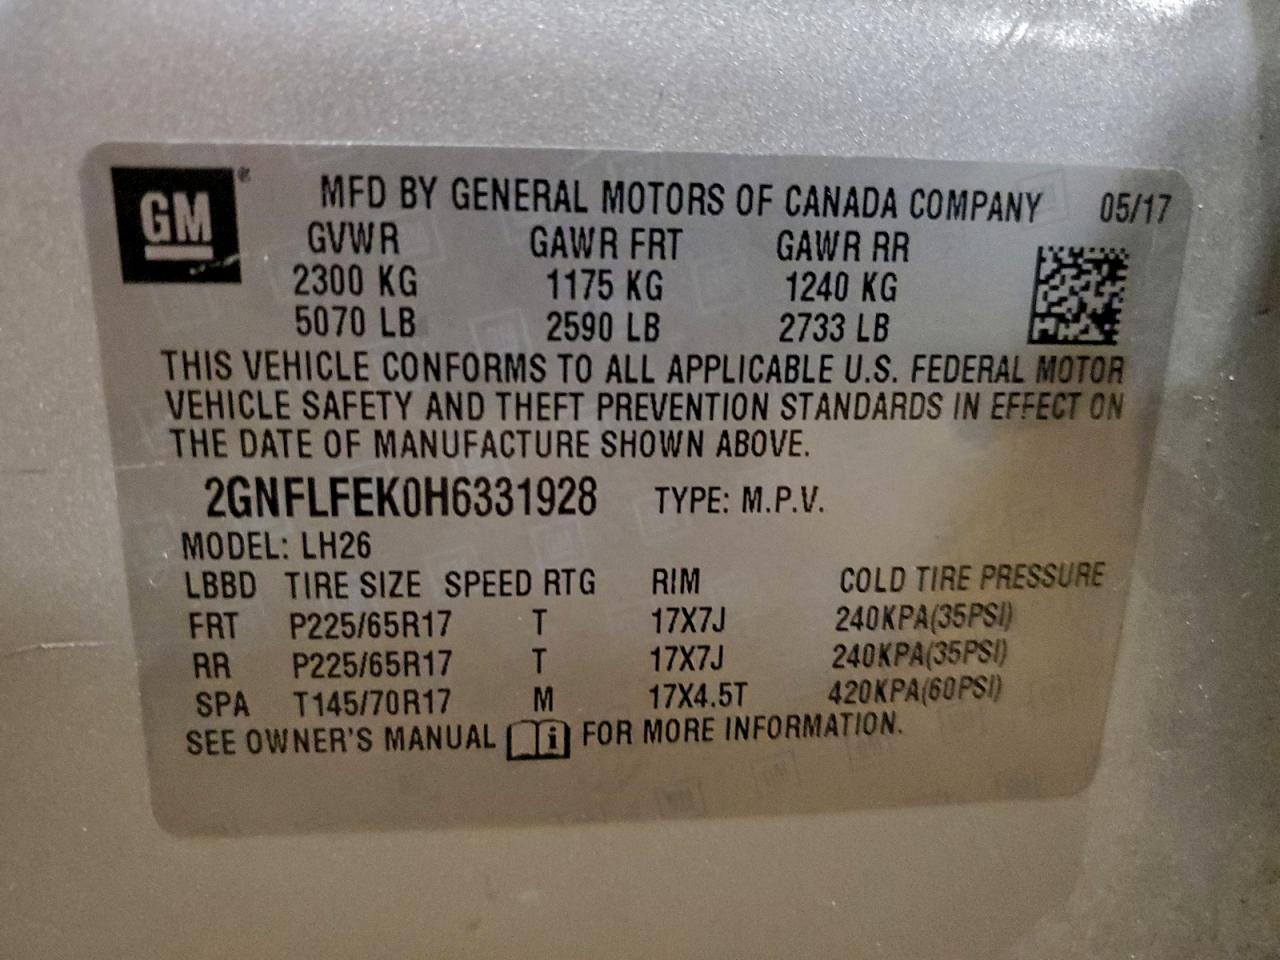 GM® MFD BY GENERAL MOTORS OF CANADA COMPANY 05/17
GVWR GAWR FRT GAWR RR
2300 KG 1175 KG 1240 KG
5070 LB 2590 LB 2733 LB
THIS VEHICLE CONFORMS TO ALL APPLICABLE U.S. FEDERAL MOTOR
VEHICLE SAFETY AND THEFT PREVENTION STANDARDS IN EFFECT ON
THE DATE OF MANUFACTURE SHOWN ABOVE.
2GNFLFEK0H6331928 TYPE: M.P.V.
MODEL: LH26
LBBD TIRE SIZE SPEED RTG RIM COLD TIRE PRESSURE
FRT P225/65R17 T 17X7J 240KPA(35PSI)
RR P225/65R17 T 17X7J 240KPA(35PSI)
SPA T145/70R17 M 17X4.5T 420KPA(60PSI)
SEE OWNER'S MANUAL i FOR MORE INFORMATION.